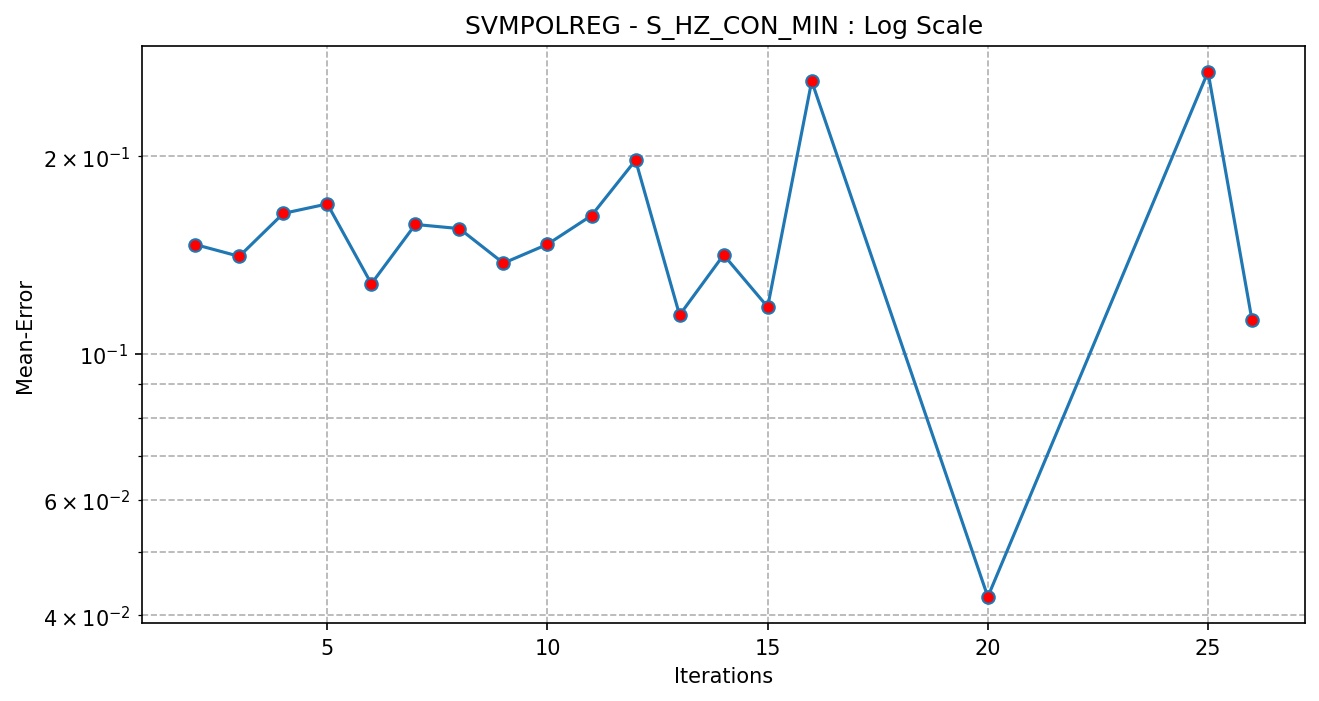 SVMPOLREG - S_HZ_CON_MIN : Log Scale
Mean-Error
2 × 10⁻¹
10⁻¹
6 × 10⁻²
4 × 10⁻²
5 10 15 20 25
Iterations